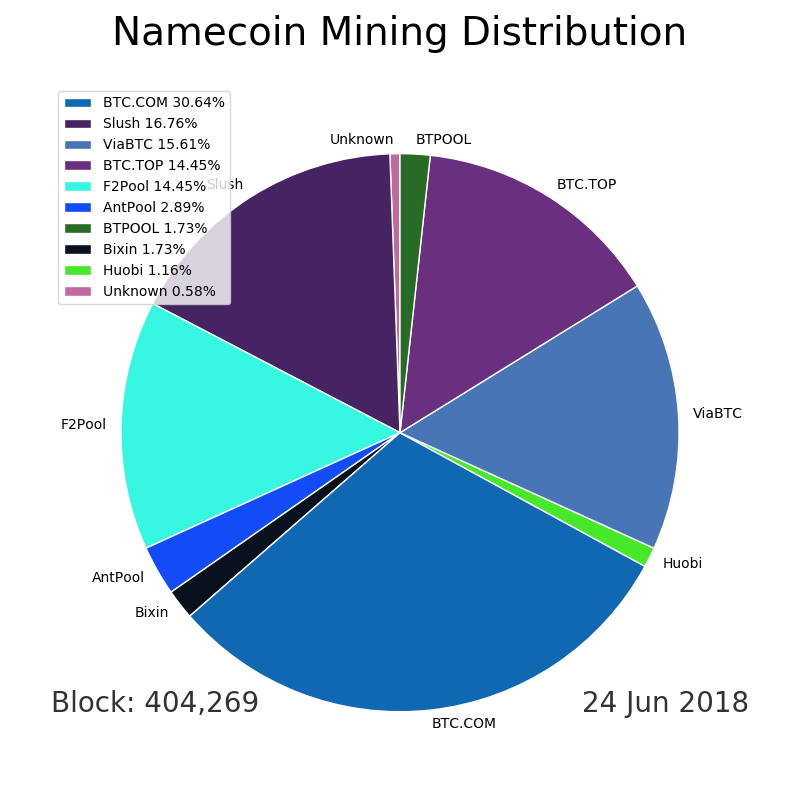 Namecoin Mining Distribution
BTC.COM 30.64%
Slush 16.76%
ViaBTC 15.61%
BTC.TOP 14.45%
F2Pool 14.45%
AntPool 2.89%
BTPOOL 1.73%
Bixin 1.73%
Huobi 1.16%
Unknown 0.58%
Unknown
BTPOOL
Slush
BTC.TOP
ViaBTC
F2Pool
Huobi
AntPool
Bixin
BTC.COM
Block: 404,269
24 Jun 2018